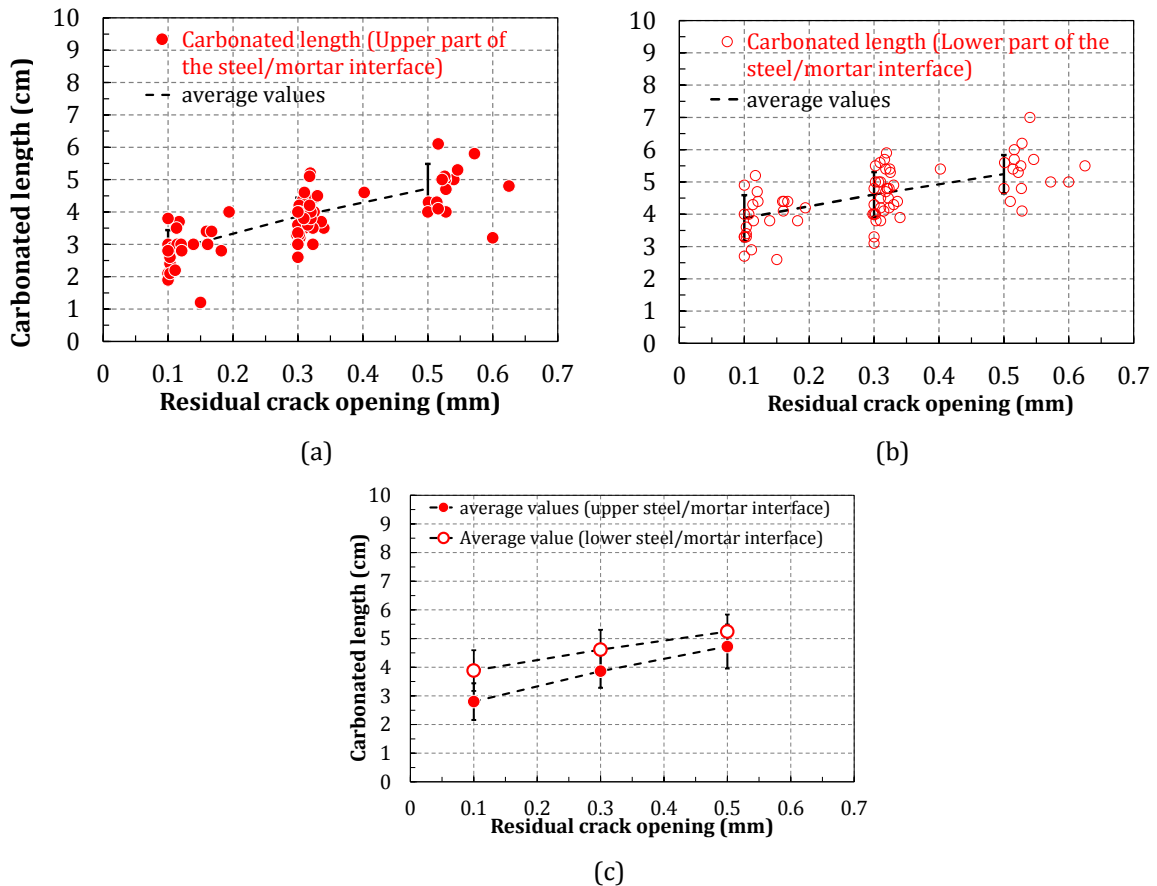 10
9
8
7
6
5
4
3
2
1
0
Carbonated length (cm)
Carbonated length (Upper part of
the steel/mortar interface)
average values
0 0.1 0.2 0.3 0.4 0.5 0.6 0.7
Residual crack opening (mm)
(a)
10
9
8
7
6
5
4
3
2
1
0
Carbonated length (Lower part of the
steel/mortar interface)
average values
0 0.1 0.2 0.3 0.4 0.5 0.6 0.7
Residual crack opening (mm)
(b)
10
9
8
7
6
5
4
3
2
1
0
Carbonated length (cm)
average values (upper steel/mortar interface)
Average value (lower steel/mortar interface)
0 0.1 0.2 0.3 0.4 0.5 0.6 0.7
Residual crack opening (mm)
(c)